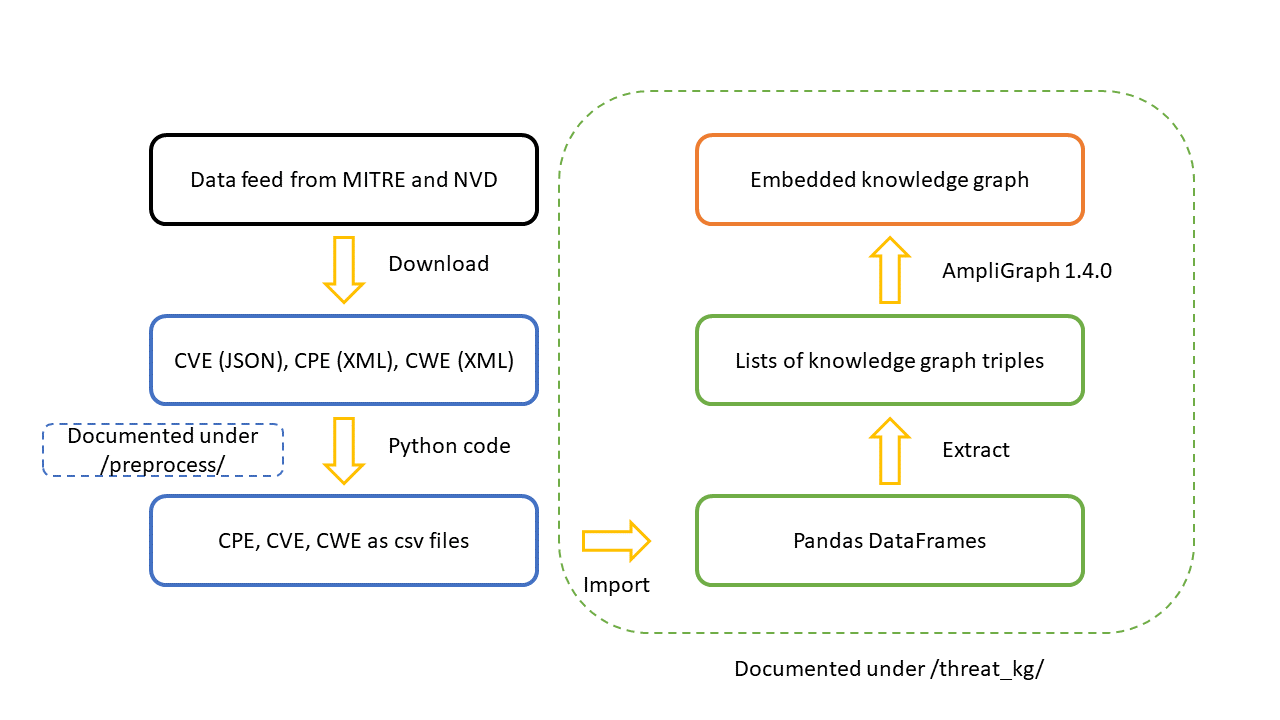 Data feed from MITRE and NVD
Download
CVE (JSON), CPE (XML), CWE (XML)
Documented under
/preprocess/
Python code
CPE, CVE, CWE as csv files
Import
Pandas DataFrames
Extract
Lists of knowledge graph triples
AmpliGraph 1.4.0
Embedded knowledge graph
Documented under /threat_kg/